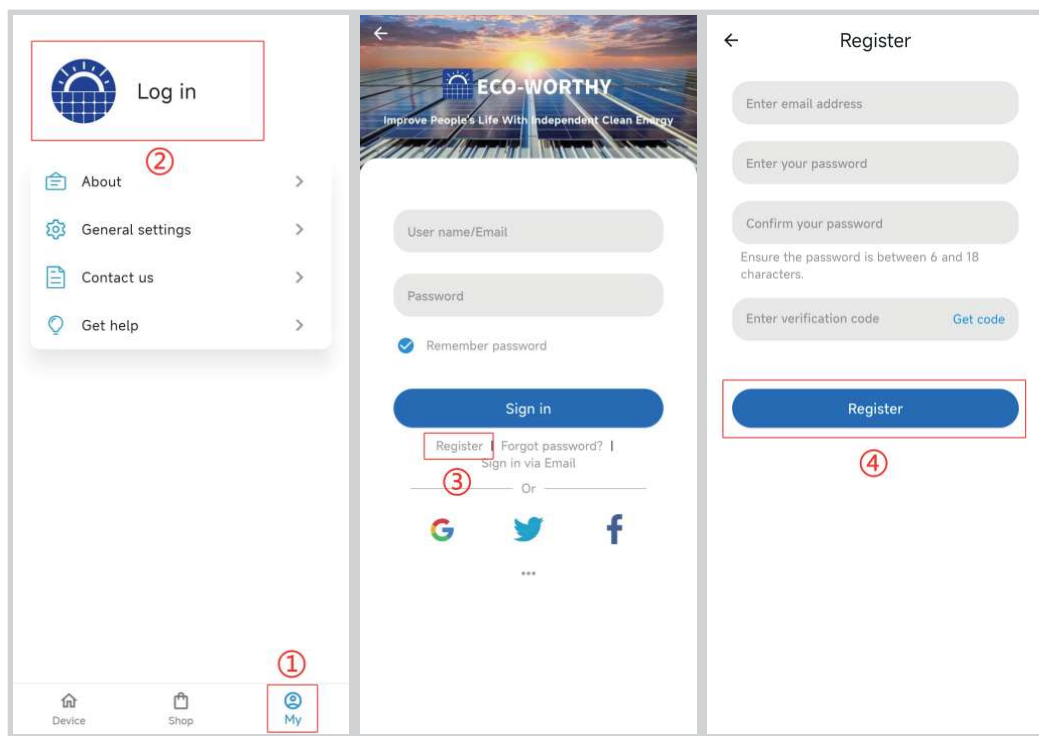 Log in
②
About
General settings
Contact us
Get help
①
Device
Shop
My
ECO-WORTHY
Improve People's Life With Independent Clean Energy
User name/Email
Password
Remember password
Sign in
Register | Forgot password? |
Sign in via Email
③
Or
...
Register
Enter email address
Enter your password
Confirm your password
Ensure the password is between 6 and 18
characters.
Enter verification code Get code
Register
④